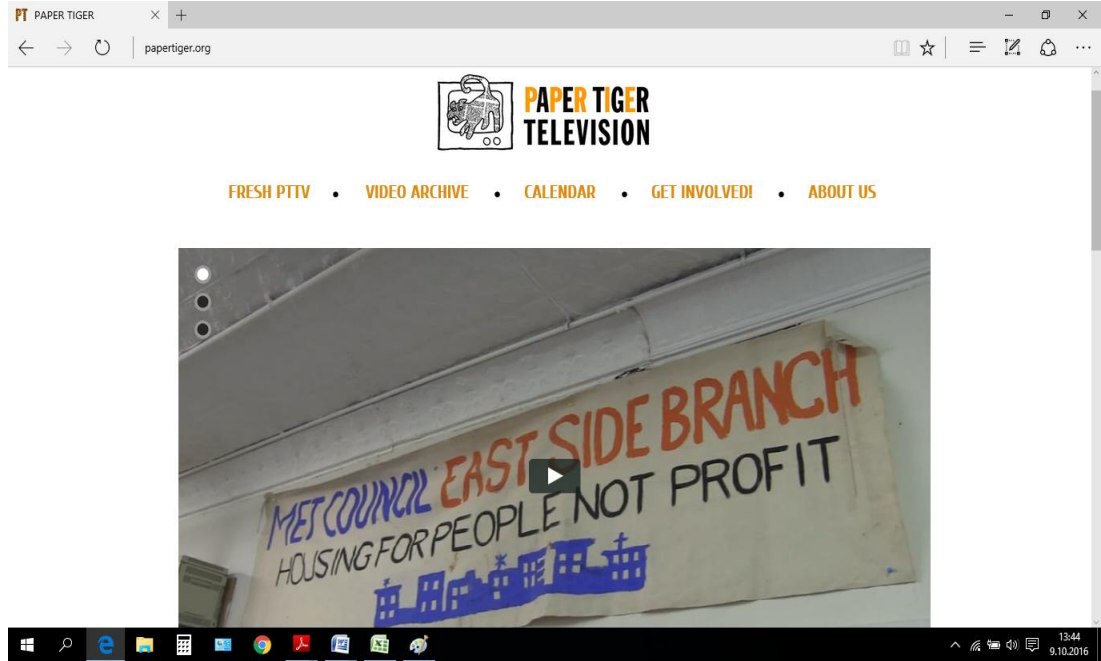 PT PAPER TIGER
papertiger.org
PAPER TIGER
TELEVISION
FRESH PTTV • VIDEO ARCHIVE • CALENDAR • GET INVOLVED! • ABOUT US
MET COUNCIL EAST SIDE BRANCH
HOUSING FOR PEOPLE NOT PROFIT
13:44
9.10.2016